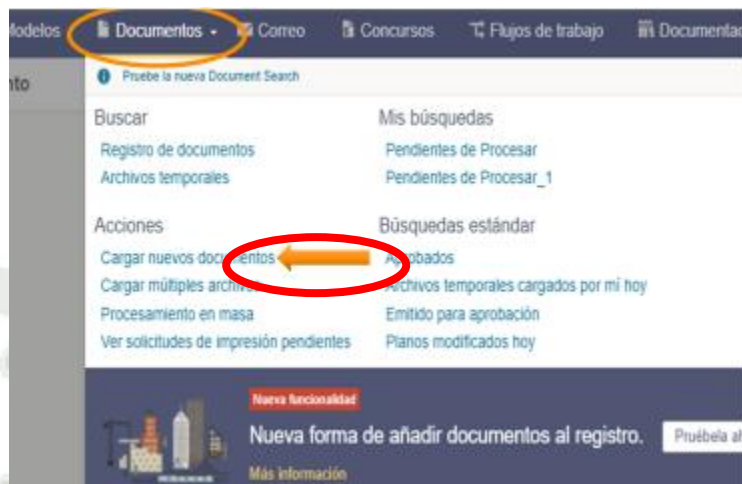 Modelos Documentos Correo Concursos Flujos de trabajo
nto
Pruebe la nueva Document Search
Buscar
Registro de documentos
Archivos temporales
Mis búsquedas
Pendientes de Procesar
Pendientes de Procesar_1
Acciones
Cargar nuevos documentos
Cargar múltiples
Procesamiento en masa
Ver solicitudes de impresión pendientes
Búsquedas estándar
Aprobados
Archivos temporales cargados por mí hoy
Emitido para aprobación
Planos modificados hoy
Nueva funcionalidad
Nueva forma de añadir documentos al registro.
Pruébela
Más información